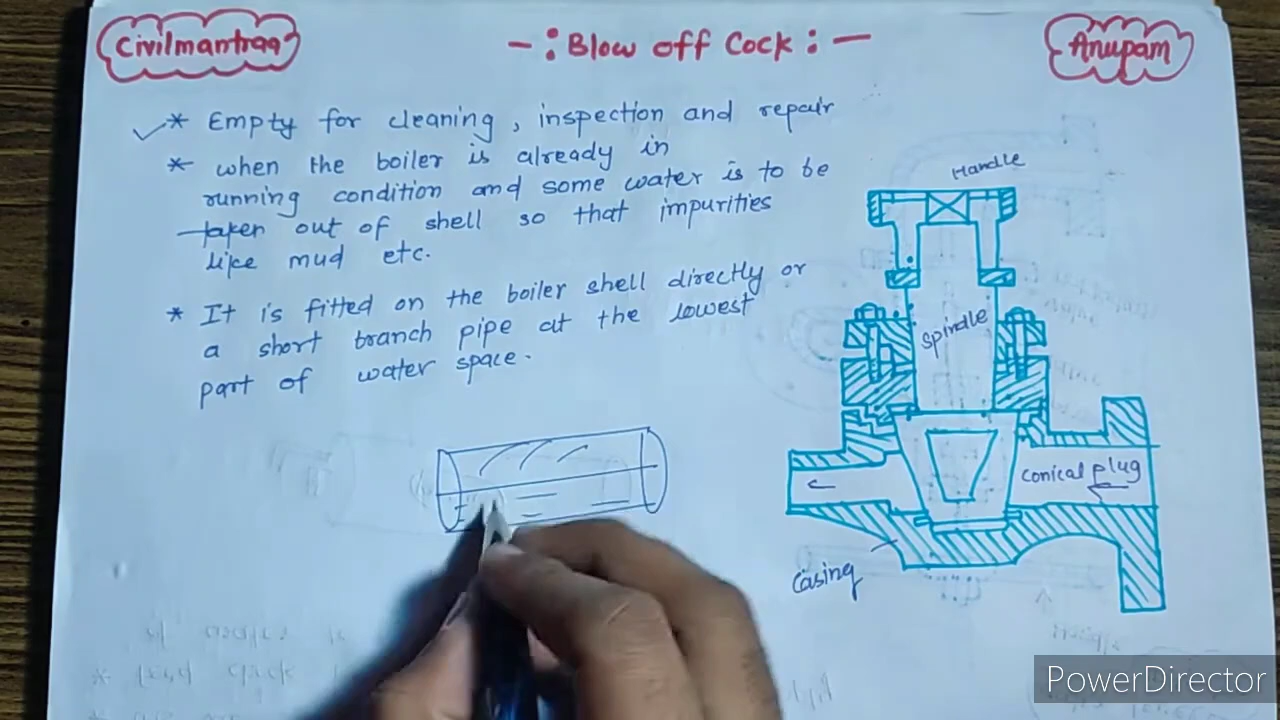 Civilmantraa
- : Blow off Cock : -
Anupam
* Empty for cleaning, inspection and repair
* when the boiler is already in
running condition and some water is to be
taken out of shell so that impurities
like mud etc.
* It is fitted on the boiler shell directly or
a short branch pipe at the lowest
part of water space.
Handle
Spindle
Conical plug
Casing
PowerDirector